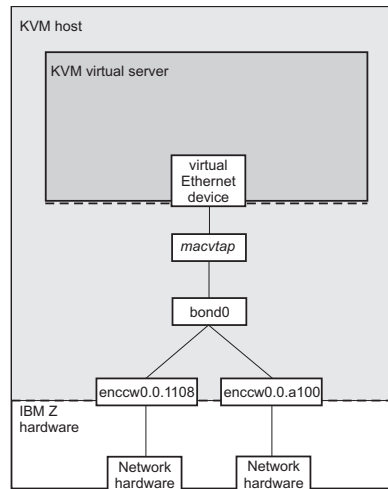 KVM host
KVM virtual server
virtual
Ethernet
device
macvtap
bond0
enccw0.0.1108
enccw0.0.a100
IBM Z
hardware
Network
hardware
Network
hardware